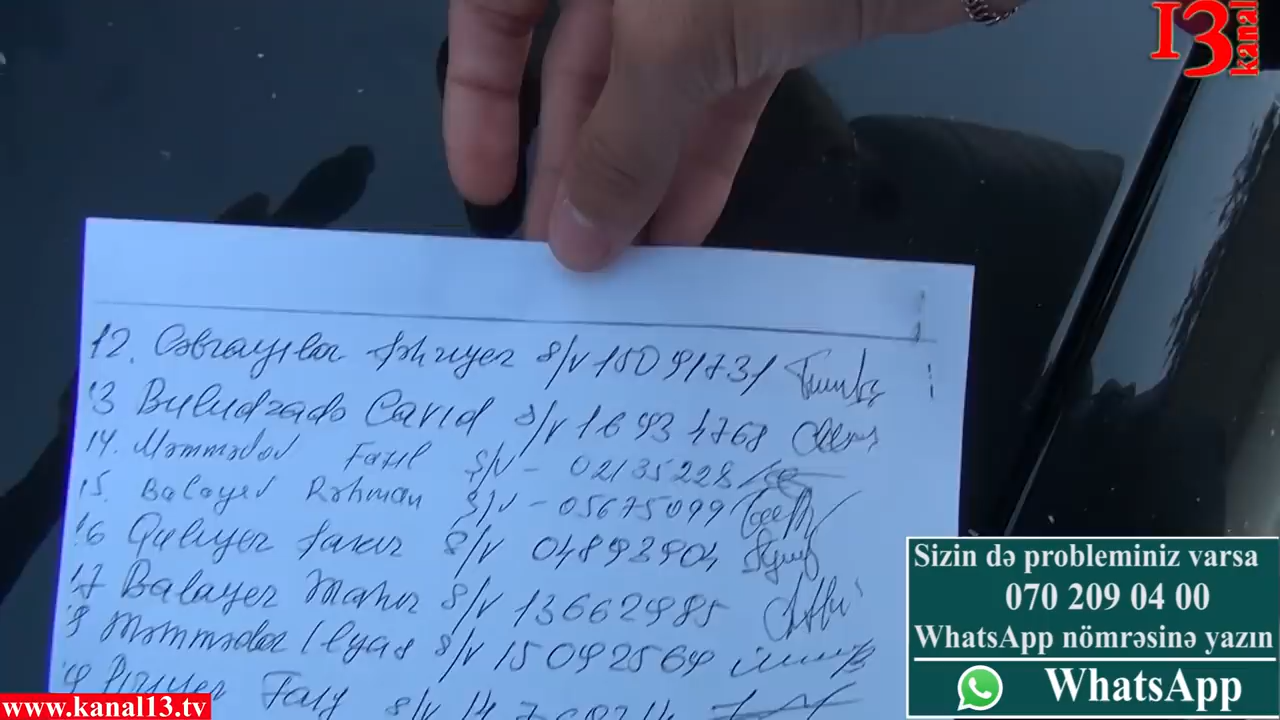 13 kanal
12. Cəbrayılov Şəhriyar Ş/V 15091731
13 Buludzadə Cavid Ş/V 16934768
14. Məmmədov Fazil Ş/V - 02135228
15. Balayev Rəhman Ş/V - 05675099
16 Quliyev Ş/V 04893904
17 Balayev Mahir Ş/V 13662985
18 Məmmədov İlyas Ş/V 15092569
19 Ş/V
Sizin də probleminiz varsa
070 209 04 00
WhatsApp nömrəsinə yazın
WhatsApp
www.kanal13.tv